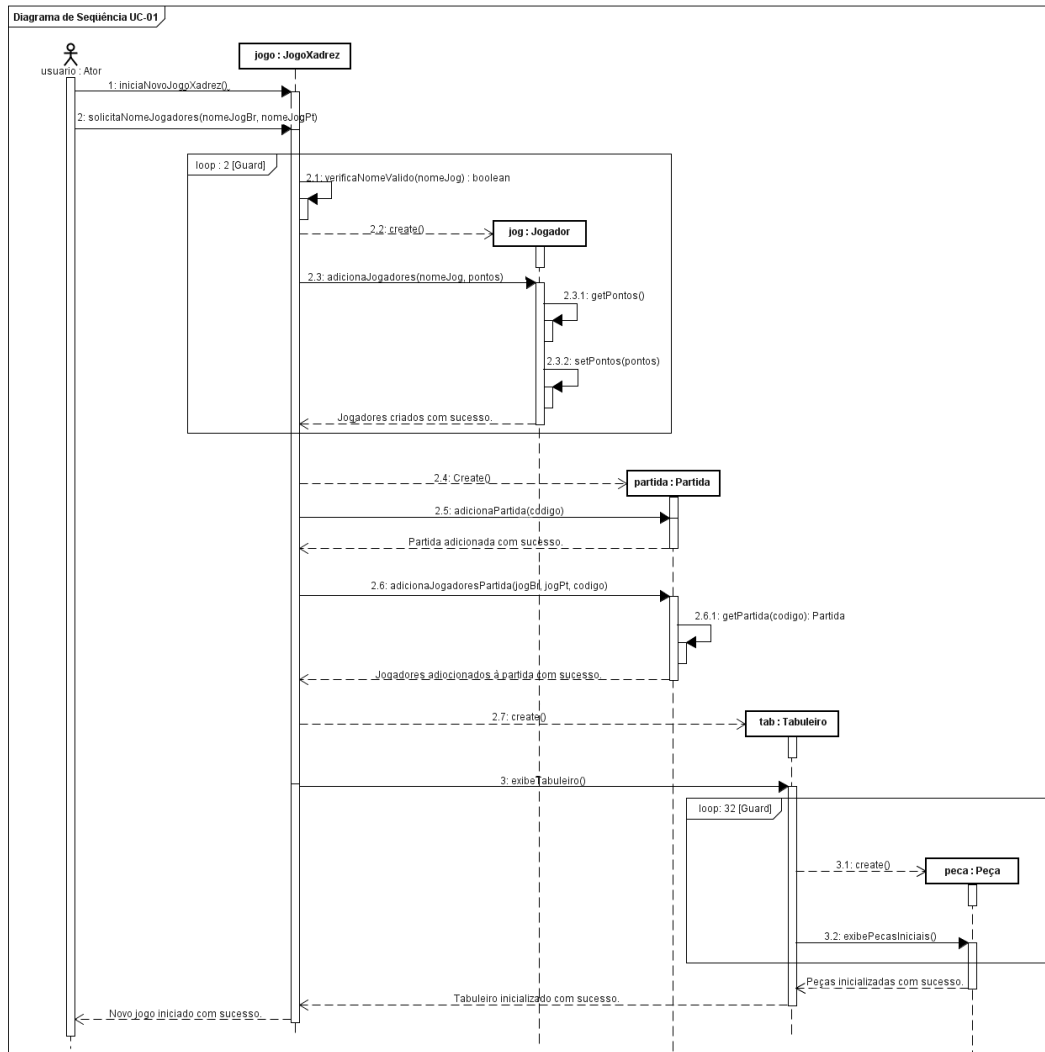 Diagrama de Seqüência UC-01
jogo : JogoXadrez
usuario : Ator
1: iniciaNovoJogoXadrez()
2: solicitaNomeJogadores(nomeJogBr, nomeJogPt)
loop : 2 [Guard]
2.1: verificaNomeValido(nomeJog) : boolean
2.2: create()
jog : Jogador
2.3: adicionaJogadores(nomeJog, pontos)
2.3.1: getPontos()
2.3.2: setPontos(pontos)
Jogadores criados com sucesso.
2.4: Create()
partida : Partida
2.5: adicionaPartida(codigo)
Partida adicionada com sucesso.
2.6: adicionaJogadoresPartida(jogBr, jogPt, codigo)
2.6.1: getPartida(codigo): Partida
Jogadores adiocionados á partida com sucesso.
2.7: create()
tab : Tabuleiro
3: exibeTabuleiro()
loop: 32 [Guard]
3.1: create()
peca : Peça
3.2: exibePecasIniciais()
Peças inicializadas com sucesso.
Tabuleiro inicializado com sucesso.
Novo jogo iniciado com sucesso.